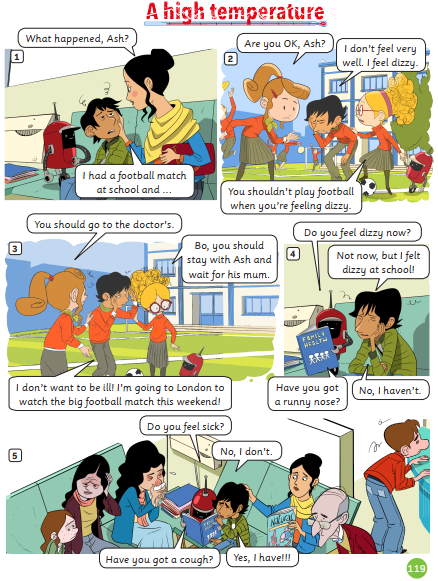 A high temperature
What happened, Ash?
1
I had a football match
at school and ...
2
Are you OK, Ash?
I don't feel very
well. I feel dizzy.
You shouldn't play football
when you're feeling dizzy.
You should go to the doctor's.
3
Bo, you should
stay with Ash and
wait for his mum.
I don't want to be ill! I'm going to London to
watch the big football match this weekend!
Do you feel dizzy now?
4
Not now, but I felt
dizzy at school!
FAMILY
HEALTH
Have you got
a runny nose?
No, I haven't.
Do you feel sick?
5
No, I don't.
Natural
Have you got a cough?
Yes, I have!!!
119